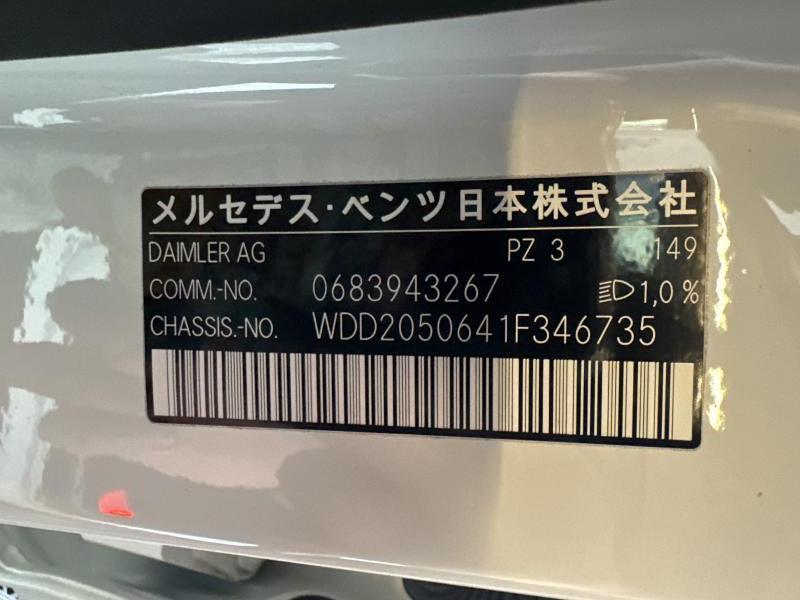 メルセデス・ベンツ日本株式会社
DAIMLER AG PZ 3 149
COMM.-NO. 0683943267 1,0 %
CHASSIS.-NO. WDD2050641F346735